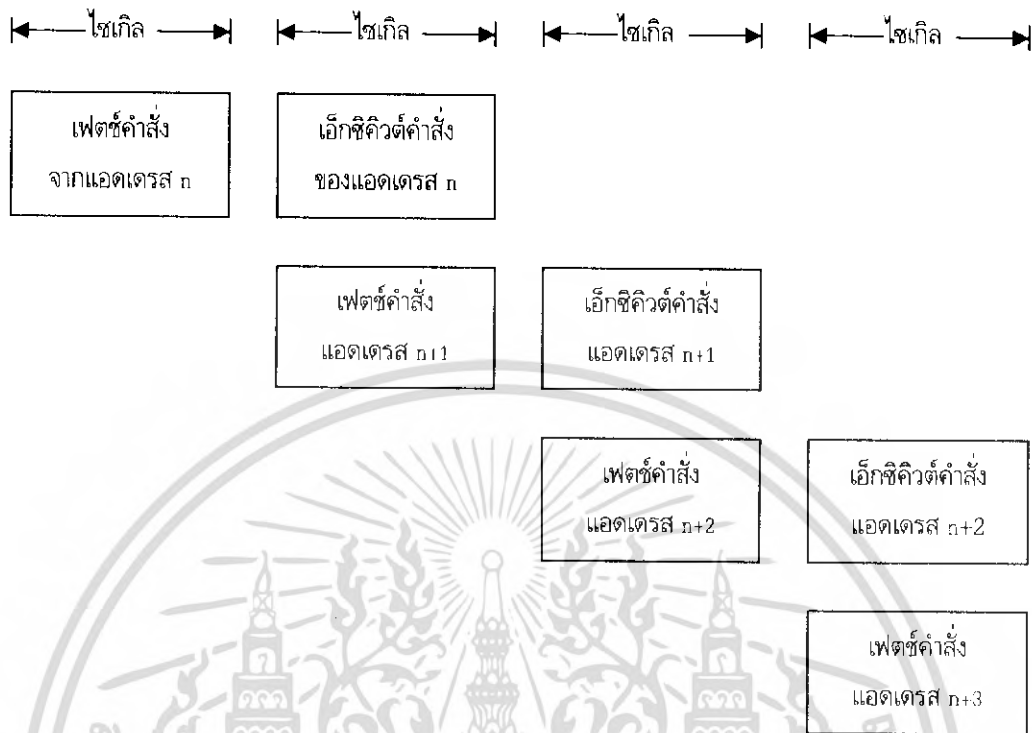 ไซเกิล ไซเกิล ไซเกิล ไซเกิล
เฟตช์คำสั่ง
จากแอดเดรส n
เอ็กซิคิวต์คำสั่ง
ของแอดเดรส n
เฟตช์คำสั่ง
แอดเดรส n+1
เอ็กซิคิวต์คำสั่ง
แอดเดรส n+1
เฟตช์คำสั่ง
แอดเดรส n+2
เอ็กซิคิวต์คำสั่ง
แอดเดรส n+2
เฟตช์คำสั่ง
แอดเดรส n+3